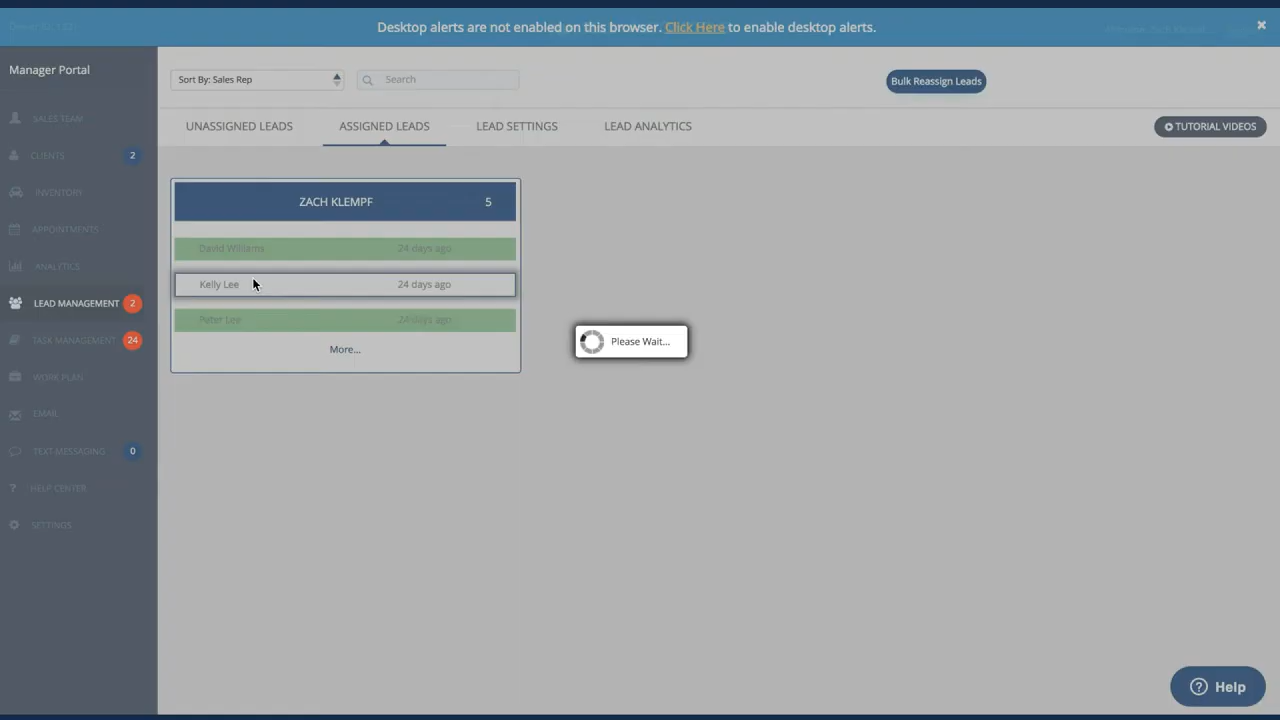 Desktop alerts are not enabled on this browser. Click Here to enable desktop alerts.
Manager Portal
Sort By: Sales Rep
Search
Bulk Reassign Leads
UNASSIGNED LEADS
ASSIGNED LEADS
LEAD SETTINGS
LEAD ANALYTICS
TUTORIAL VIDEOS
SALES TEAM
CLIENTS 2
INVENTORY
APPOINTMENTS
ANALYTICS
LEAD MANAGEMENT 2
TASK MANAGEMENT 24
WORK PLAN
EMAIL
TEXT MESSAGING 0
HELP CENTER
SETTINGS
ZACH KLEMPF 5
David Williams 24 days ago
Kelly Lee 24 days ago
Peter Lee 24 days ago
More...
Please Wait...
Help